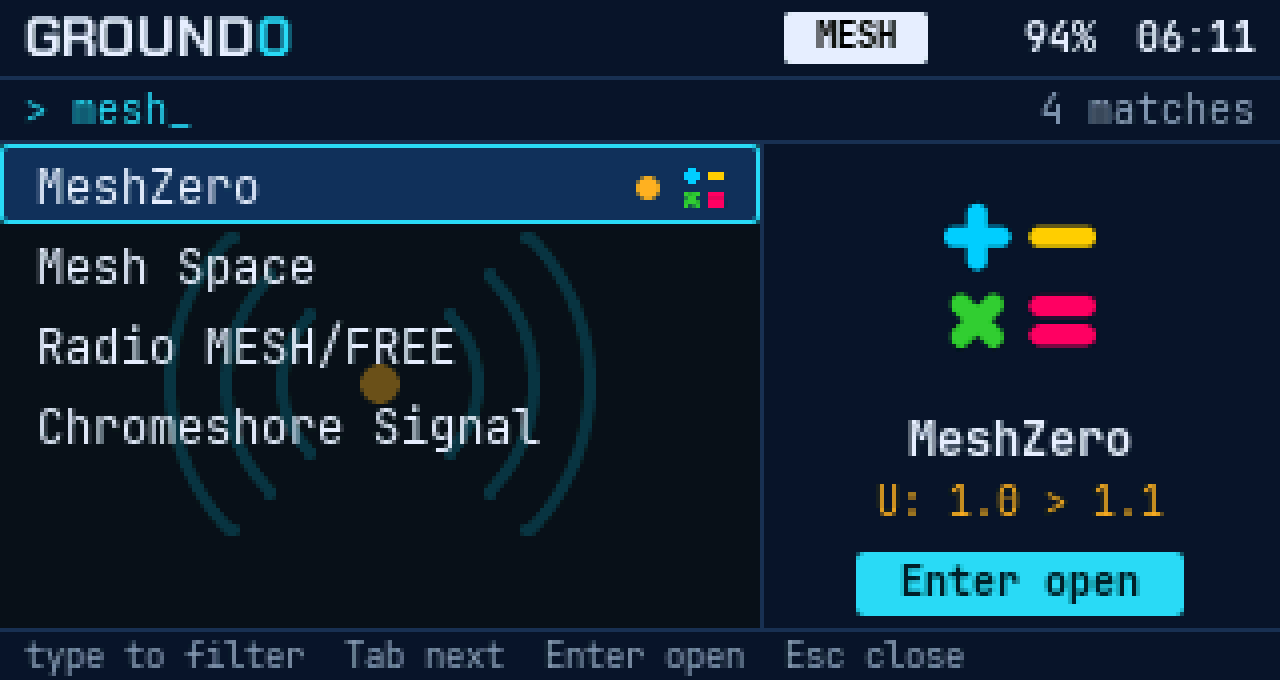 GROUND0 MESH 94% 06:11
> mesh_ 4 matches
MeshZero
Mesh Space
Radio MESH/FREE
Chromeshore Signal
MeshZero
U: 1.0 > 1.1
Enter open
type to filter Tab next Enter open Esc close